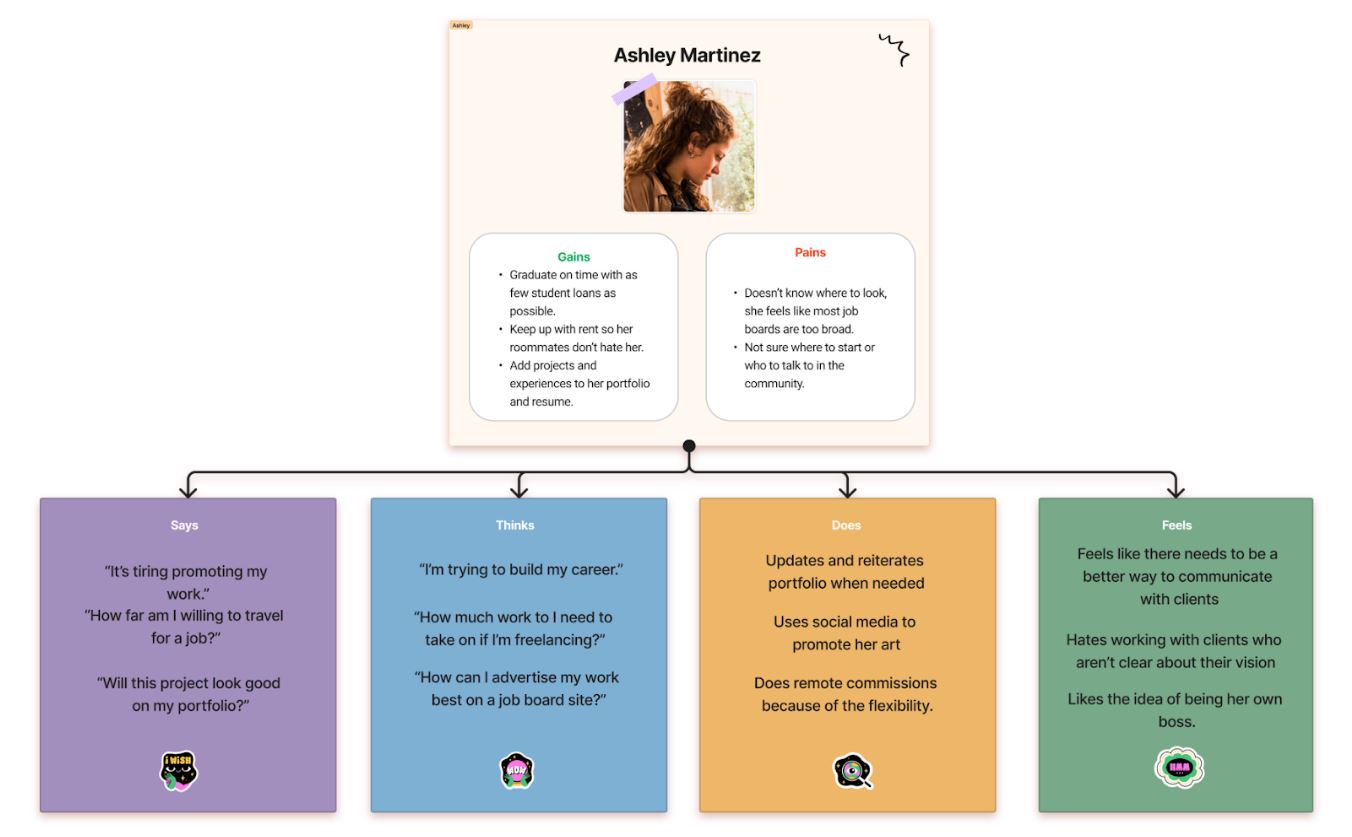 Ashley
Ashley Martinez
Gains
• Graduate on time with as
few student loans as
possible.
• Keep up with rent so her
roommates don’t hate her.
• Add projects and
experiences to her portfolio
and resume.
Pains
• Doesn’t know where to look,
she feels like most job
boards are too broad.
• Not sure where to start or
who to talk to in the
community.
Says
“It’s tiring promoting my
work.”
“How far am I willing to travel
for a job?”
“Will this project look good
on my portfolio?”
I WISH
Thinks
“I’m trying to build my career.”
“How much work to I need to
take on if I’m freelancing?”
“How can I advertise my work
best on a job board site?”
WOW
Does
Updates and reiterates
portfolio when needed
Uses social media to
promote her art
Does remote commissions
because of the flexibility.
Feels
Feels like there needs to be a
better way to communicate
with clients
Hates working with clients who
aren’t clear about their vision
Likes the idea of being her own
boss.
HMM
...